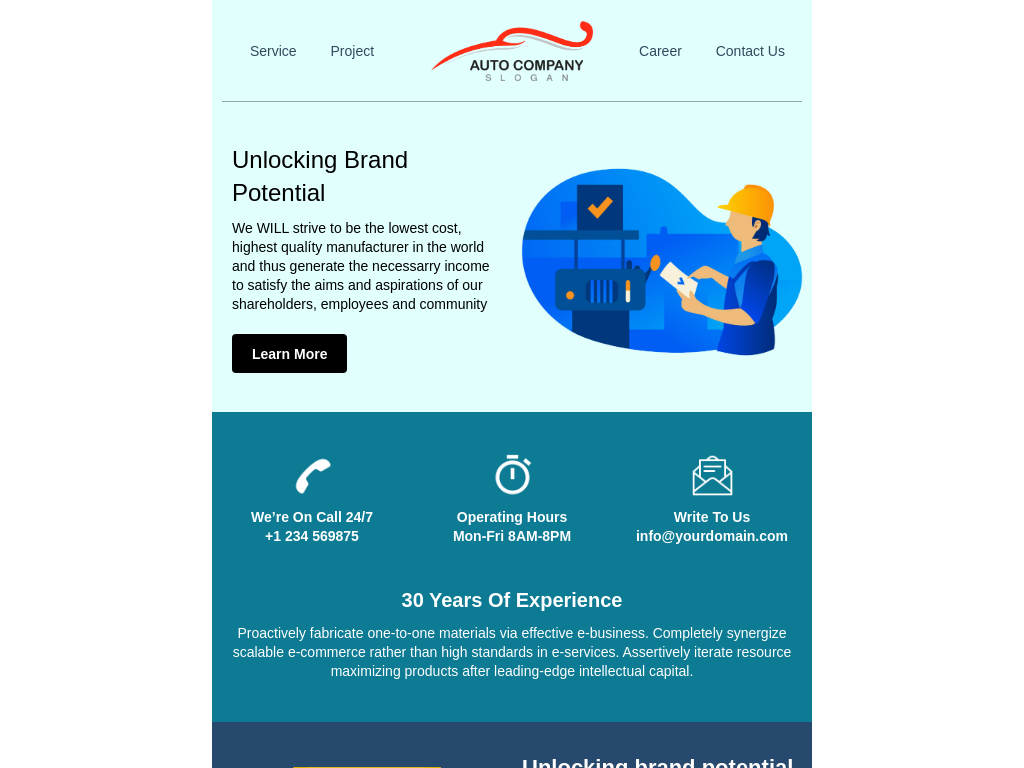 Service Project
AUTO COMPANY
SLOGAN
Career Contact Us
Unlocking Brand
Potential
We WILL strive to be the lowest cost,
highest qualíty manufacturer in the world
and thus generate the necessarry income
to satisfy the aims and aspirations of our
shareholders, employees and community
Learn More
We’re On Call 24/7
+1 234 569875
Operating Hours
Mon-Fri 8AM-8PM
Write To Us
info@yourdomain.com
30 Years Of Experience
Proactively fabricate one-to-one materials via effective e-business. Completely synergize
scalable e-commerce rather than high standards in e-services. Assertively iterate resource
maximizing products after leading-edge intellectual capital.
Unlocking brand potential